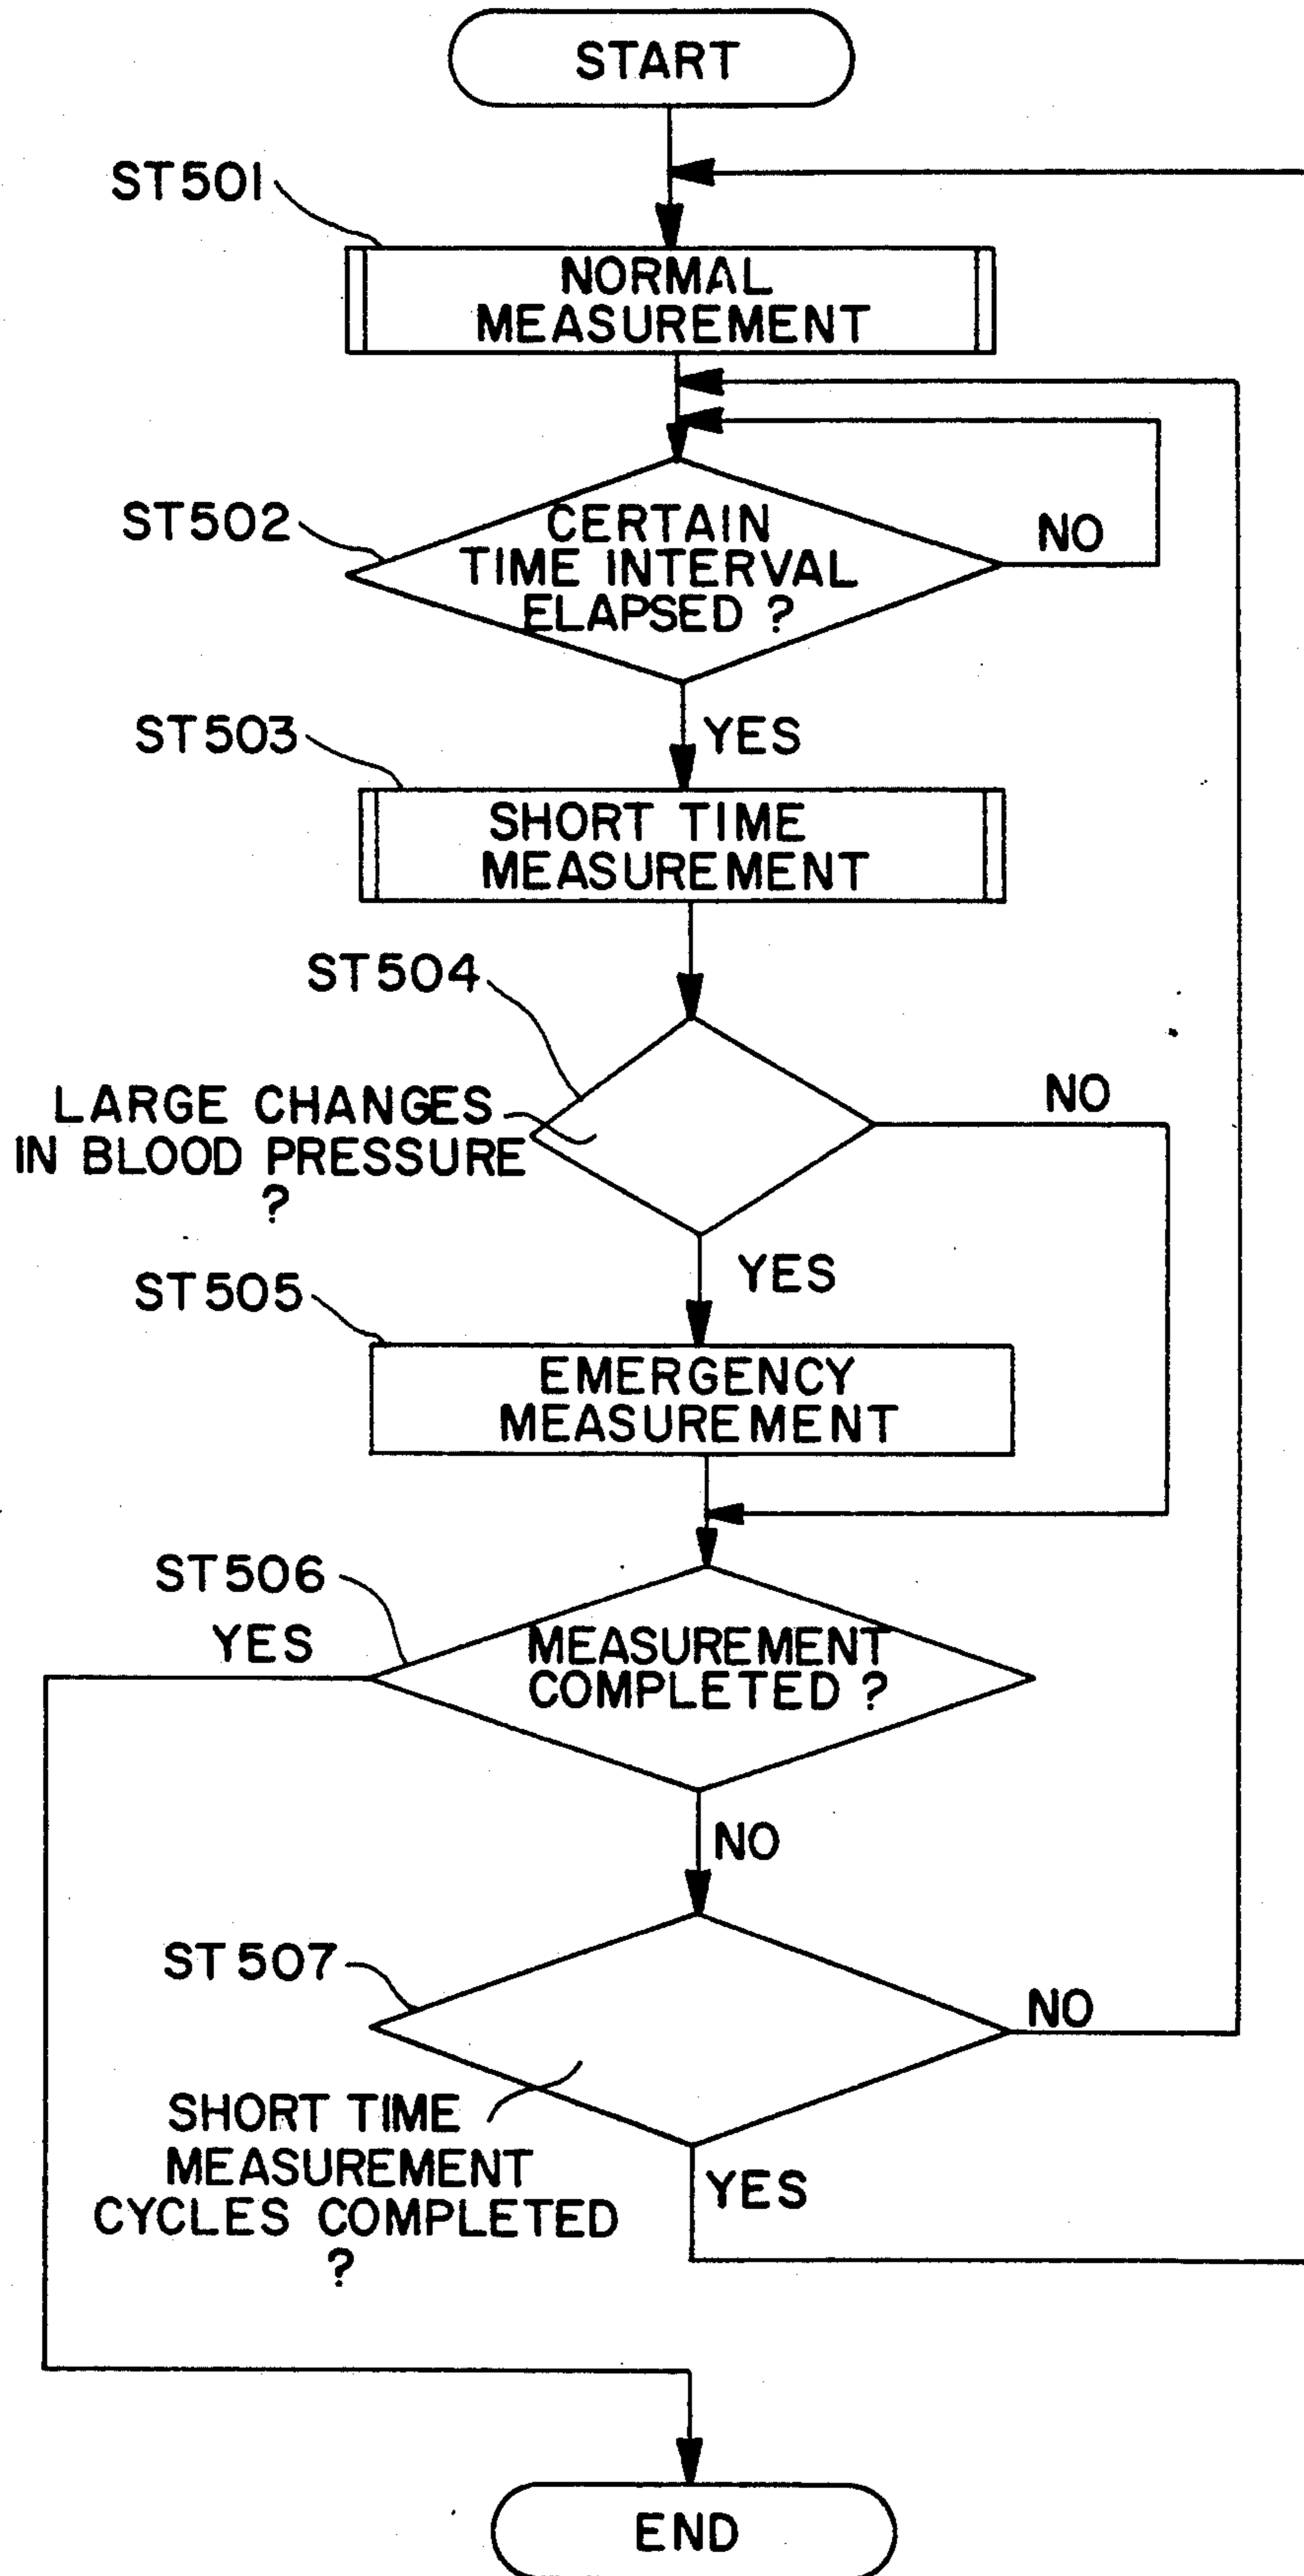 START
ST501
NORMAL
MEASUREMENT
ST502
CERTAIN
TIME INTERVAL
ELAPSED ?
NO
YES
ST503
SHORT TIME
MEASUREMENT
ST504
LARGE CHANGES
IN BLOOD PRESSURE
?
NO
YES
ST505
EMERGENCY
MEASUREMENT
ST506
YES
MEASUREMENT
COMPLETED ?
NO
ST507
NO
SHORT TIME
MEASUREMENT
CYCLES COMPLETED
?
YES
END